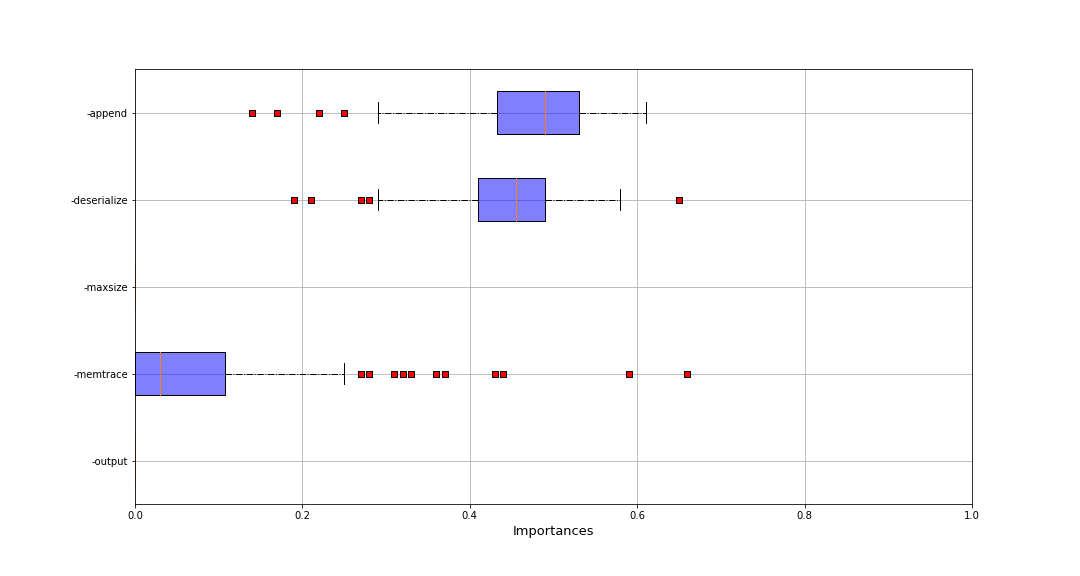 -append
-deserialize
-maxsize
-memtrace
-output
0.0 0.2 0.4 0.6 0.8 1.0
Importances